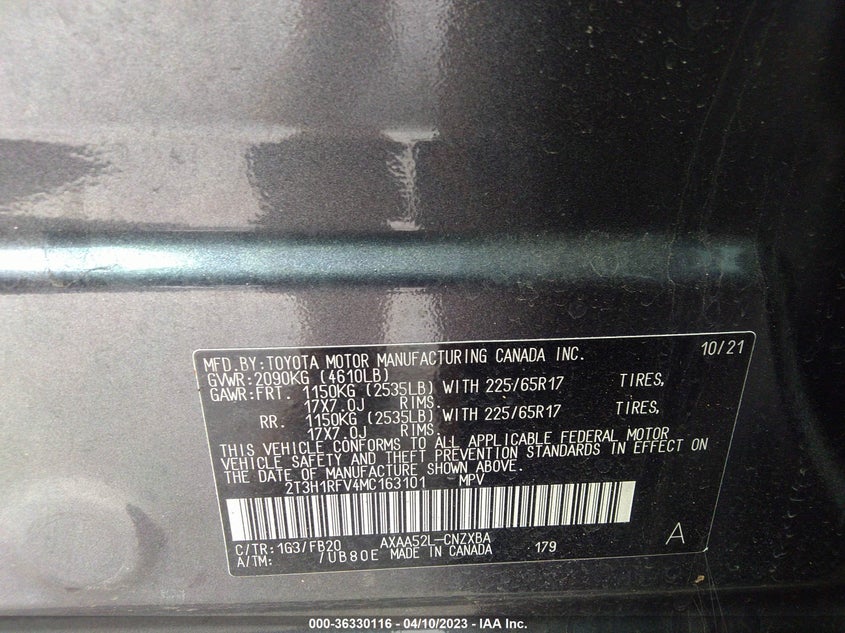 MFD.BY:TOYOTA MOTOR MANUFACTURING CANADA INC. 10/21
GVWR:2090KG (4610LB)
GAWR:FRT. 1150KG (2535LB) WITH 225/65R17 TIRES,
17X7.0J RIMS,
RR. 1150KG (2535LB) WITH 225/65R17 TIRES,
17X7.0J RIMS,
THIS VEHICLE CONFORMS TO ALL APPLICABLE FEDERAL MOTOR
VEHICLE SAFETY AND THEFT PREVENTION STANDARDS IN EFFECT ON
THE DATE OF MANUFACTURE SHOWN ABOVE.
2T3H1RFV4MC163101 MPV
C/TR:1G3/FB20 AXAA52L-CNZXBA A
A/TM: /UB80E MADE IN CANADA 179
000-36330116 - 04/10/2023 - IAA Inc.